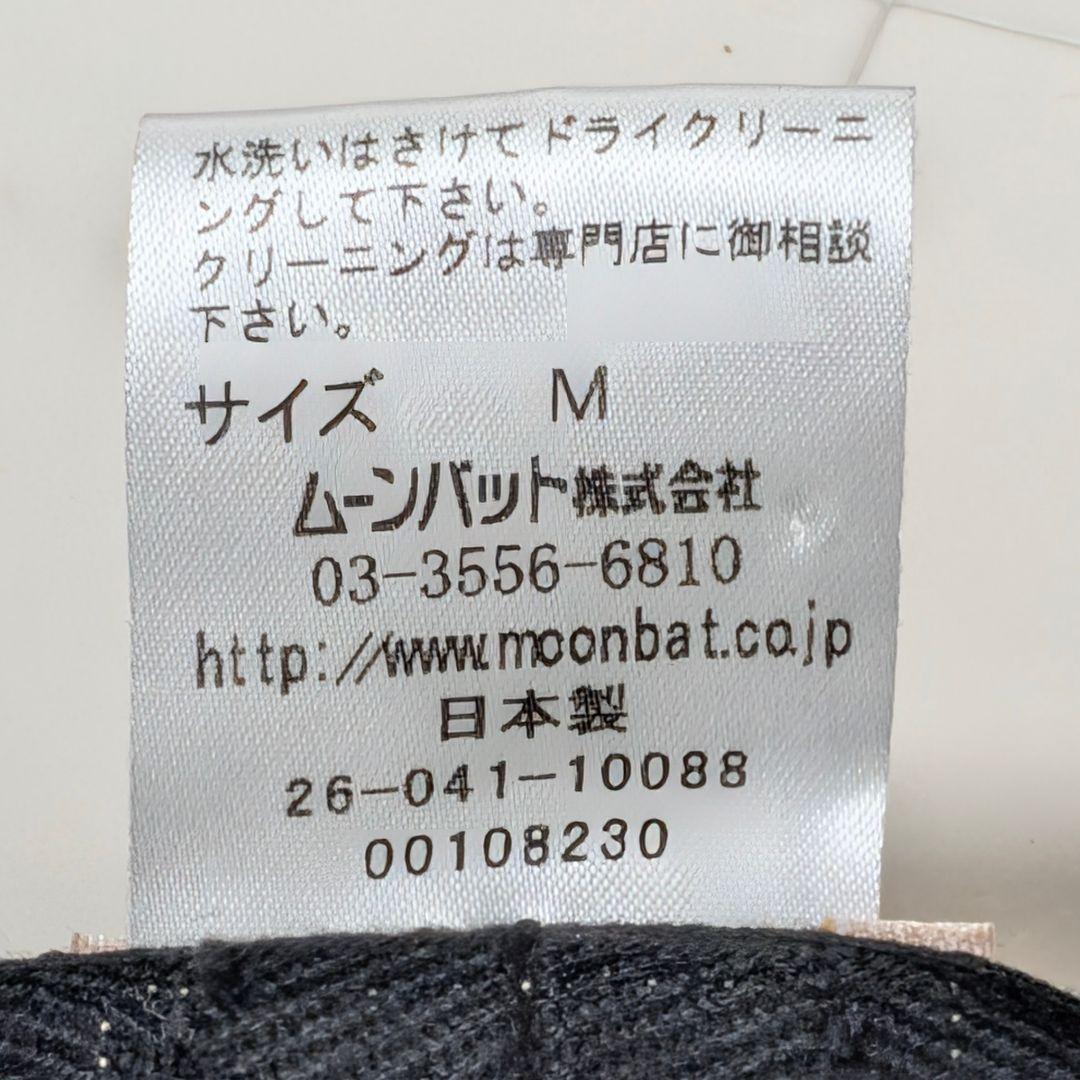 水洗いはさけてドライクリーニ
ングして下さい。
クリーニングは専門店に御相談
下さい。
サイズ M
ムーンバット株式会社
03-3556-6810
http://www.moonbat.co.jp
日本製
26-041-10088
00108230